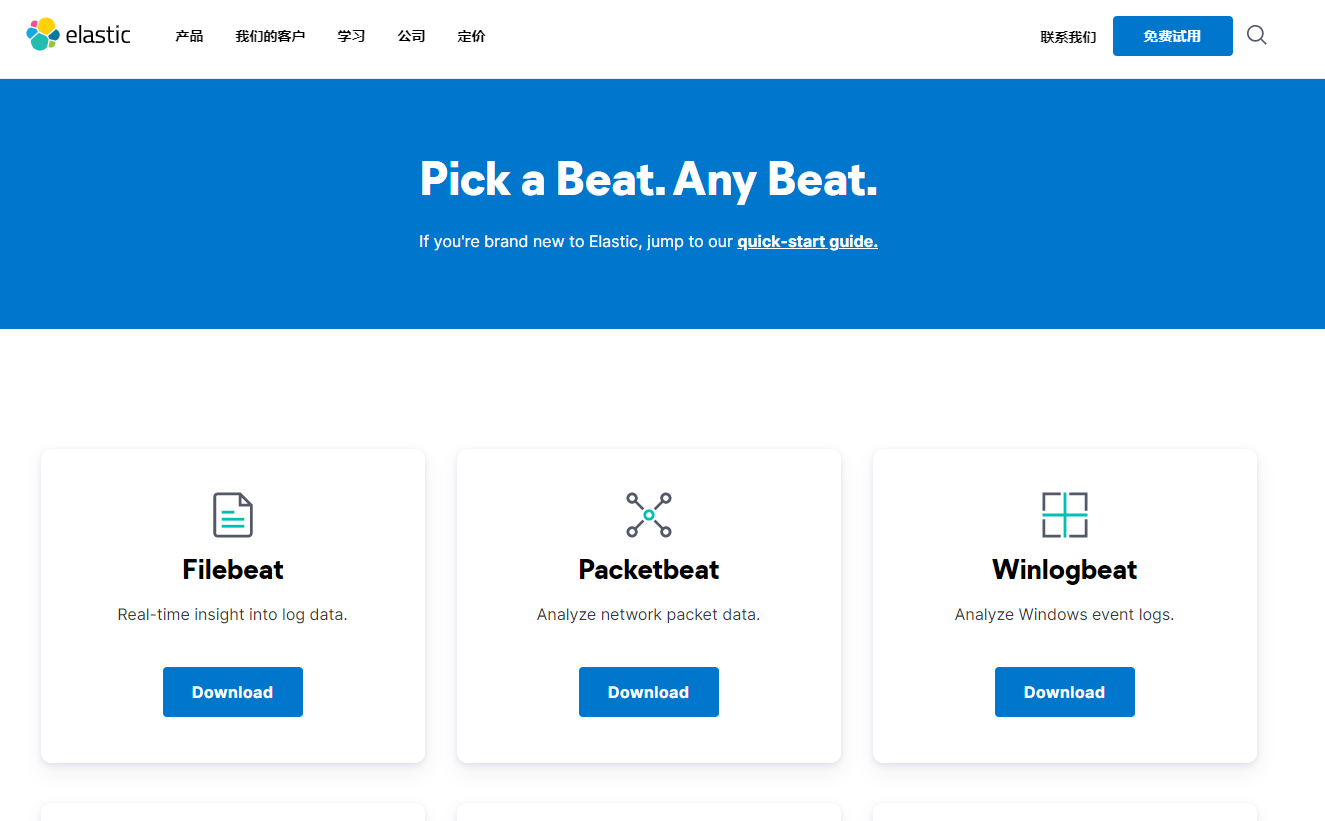 elastic 产品 我们的客户 学习 公司 定价 联系我们 免费试用
Pick a Beat. Any Beat.
If you're brand new to Elastic, jump to our quick-start guide.
Filebeat
Real-time insight into log data.
Download
Packetbeat
Analyze network packet data.
Download
Winlogbeat
Analyze Windows event logs.
Download